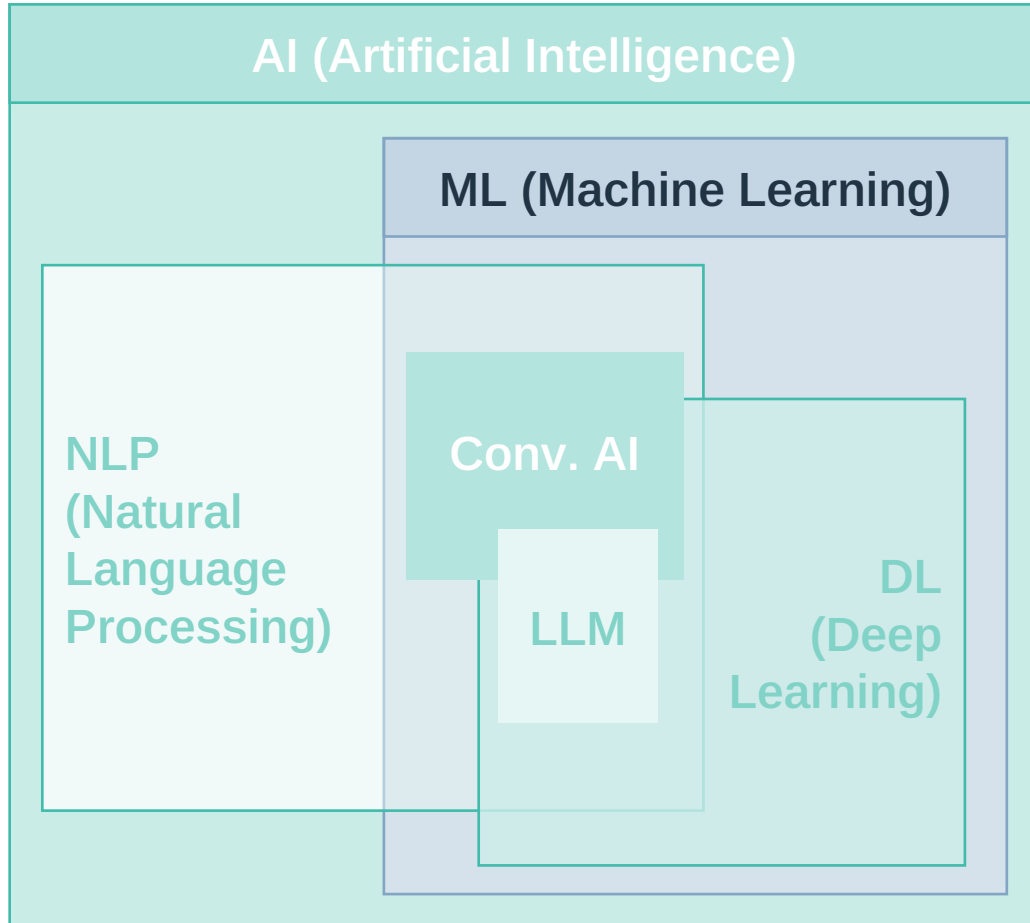 AI (Artificial Intelligence)
ML (Machine Learning)
NLP
(Natural
Language
Processing)
Conv. AI
LLM
DL
(Deep
Learning)